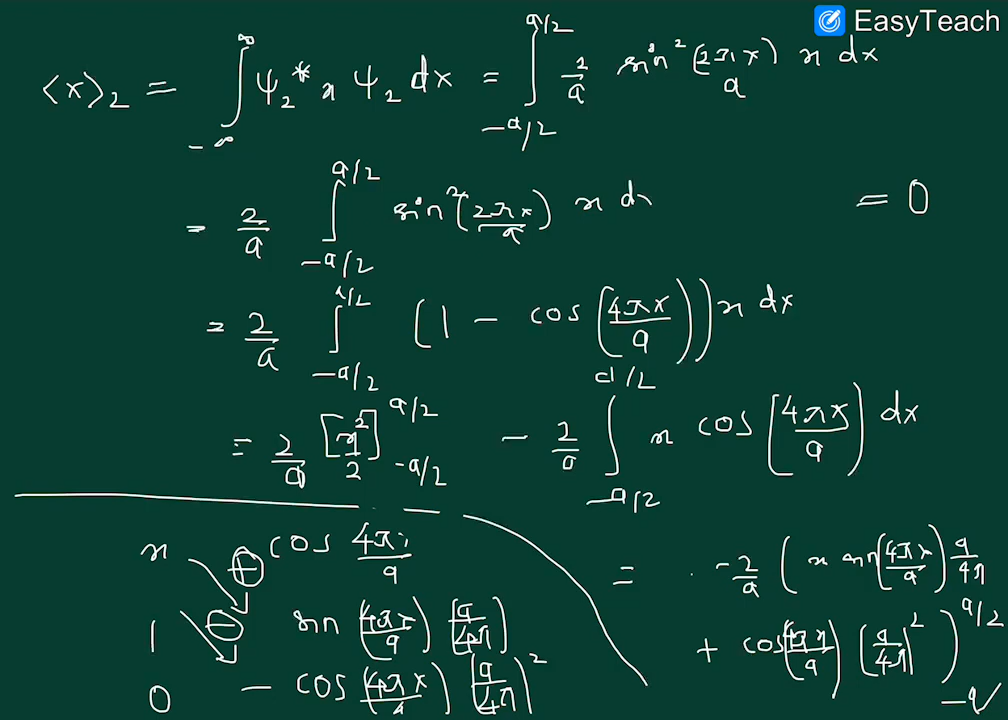 EasyTeach
⟨x⟩₂ = ∫_{-∞}^{∞} ψ₂* x ψ₂ dx = ∫_{-a/2}^{a/2} 2/a sin² (2πx/a) x dx
= 2/a ∫_{-a/2}^{a/2} sin² (2πx/a) x dx = 0
= 2/a ∫_{-a/2}^{a/2} (1 - cos (4πx/a)) x dx
= 2/a [x²/2]_{-a/2}^{a/2} - 2/a ∫_{-a/2}^{a/2} x cos (4πx/a) dx
x ⊕ cos 4πx/a
1 ⊖ sin (4πx/a) (a/4π)
0 - cos (4πx/a) (a/4π)²
= -2/a ( x sin (4πx/a) a/4π
+ cos (4πx/a) (a/4π)² )^{a/2}